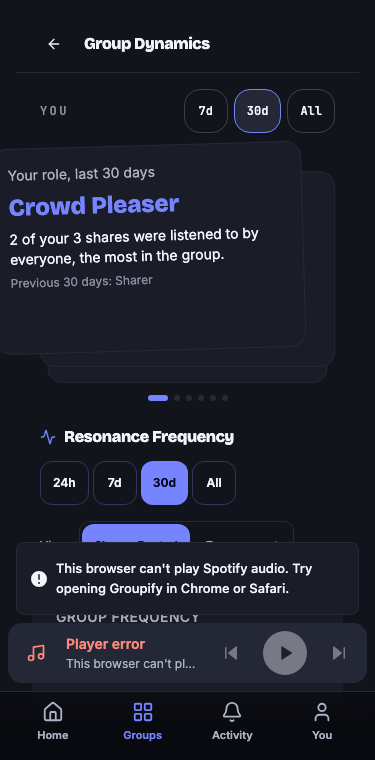 Group Dynamics
YOU
7d
30d
All
Your role, last 30 days
Crowd Pleaser
2 of your 3 shares were listened to by
everyone, the most in the group.
Previous 30 days: Sharer
Resonance Frequency
24h
7d
30d
All
This browser can't play Spotify audio. Try
opening Groupify in Chrome or Safari.
GROUP FREQUENCY
Player error
This browser can't pl...
Home
Groups
Activity
You